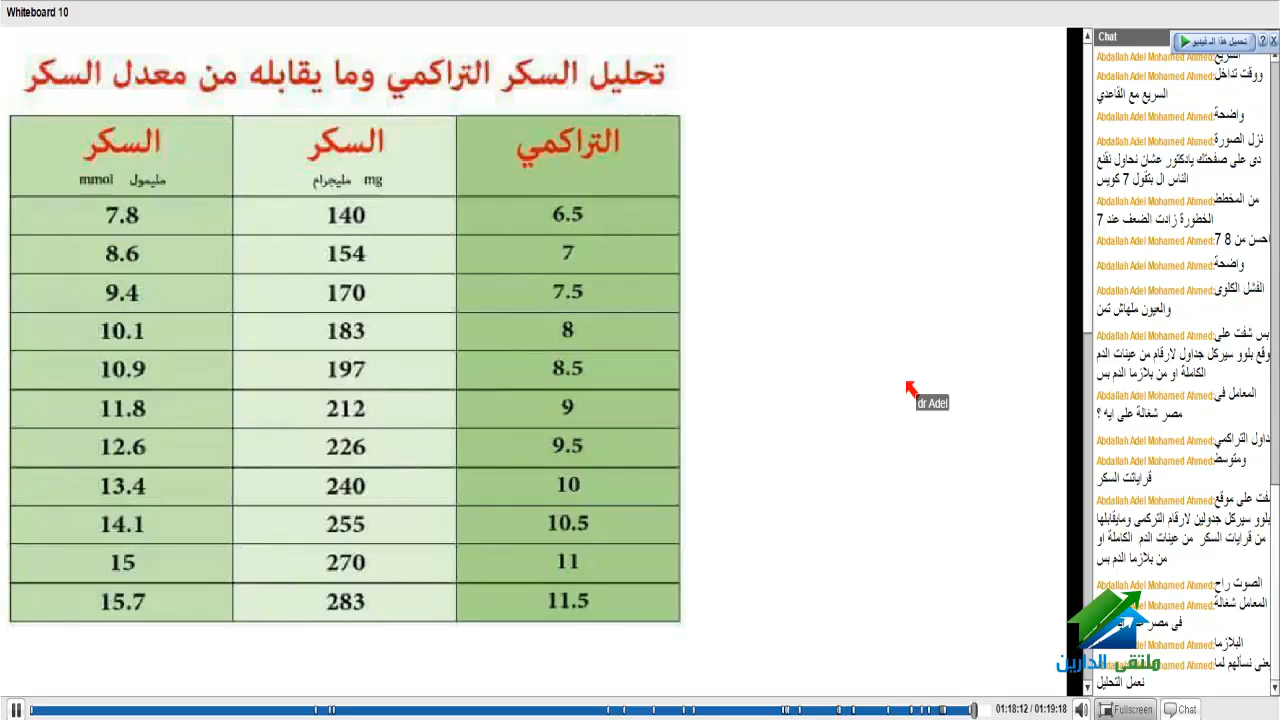 Whiteboard 10
تحليل السكر التراكمي وما يقابله من معدل السكر
التراكمي السكر السكر
mg مليجرام مليمول mmol
6.5 140 7.8
7 154 8.6
7.5 170 9.4
8 183 10.1
8.5 197 10.9
9 212 11.8
9.5 226 12.6
10 240 13.4
10.5 255 14.1
11 270 15
11.5 283 15.7
dr Adel
Chat
تحميل هذا الـ فيديو
Abdallah Adel Mohamed Ahmed:
Abdallah Adel Mohamed Ahmed:ووقت تداخل
السريع مع القاعدي
Abdallah Adel Mohamed Ahmed:واضحة
Abdallah Adel Mohamed Ahmed:نزل الصورة
دى على صفحتك يادكتور عشان نحاول نقنع
الناس ال بتقول 7 كويس
Abdallah Adel Mohamed Ahmed:من المخطط
الخطورة زادت الضعف عند 7
Abdallah Adel Mohamed Ahmed:احسن من 8 7
Abdallah Adel Mohamed Ahmed:واضحة
Abdallah Adel Mohamed Ahmed:الفشل الكلوى
والعيون ملهاش تمن
Abdallah Adel Mohamed Ahmed:بس شفت على
وقع بلوو سيركل جداول لارقام من عينات الدم
الكاملة او من بلازما الدم بس
Abdallah Adel Mohamed Ahmed:المعامل فى
مصر شغالة على ايه ؟
Abdallah Adel Mohamed Ahmed:داول التراكمي
Abdallah Adel Mohamed Ahmed:ومتوسط
قراياتت السكر
Abdallah Adel Mohamed Ahmed:فت على موقع
بلوو سيركل جدولين لارقام التركمى ومايقابلها
من قرايات السكر من عينات الدم الكاملة او
من بلازما الدم بس
Abdallah Adel Mohamed Ahmed:الصوت راح
Adel Mohamed Ahmed:المعامل شغالة
فى مصر
Adel Mohamed Ahmed:البلازما
Adel Mohamed Ahmed:عنى نسألهم لما
نعمل التحليل
ملتقى الدارين
01:18:12 / 01:19:18
Fullscreen
Chat